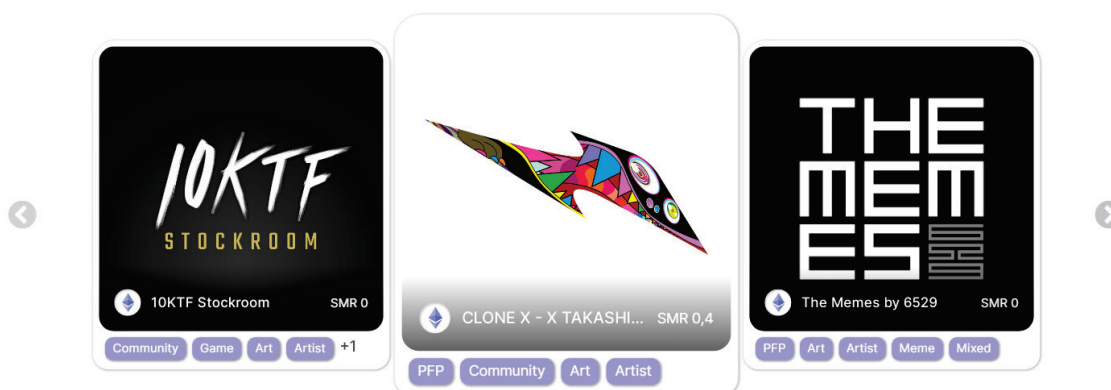 10KTF
STOCKROOM
10KTF Stockroom SMR 0
Community Game Art Artist +1
CLONE X - X TAKASHI... SMR 0,4
PFP Community Art Artist
THE
MEM
ES
The Memes by 6529 SMR 0
PFP Art Artist Meme Mixed